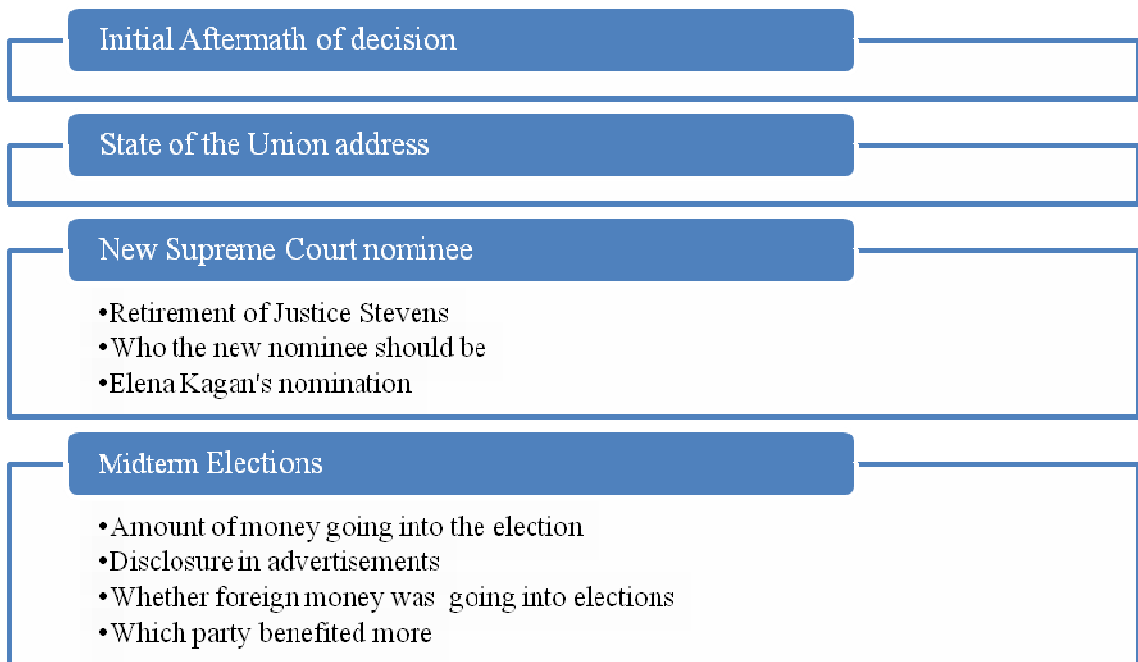 Initial Aftermath of decision
State of the Union address
New Supreme Court nominee
•Retirement of Justice Stevens
•Who the new nominee should be
•Elena Kagan's nomination
Midterm Elections
•Amount of money going into the election
•Disclosure in advertisements
•Whether foreign money was going into elections
•Which party benefited more